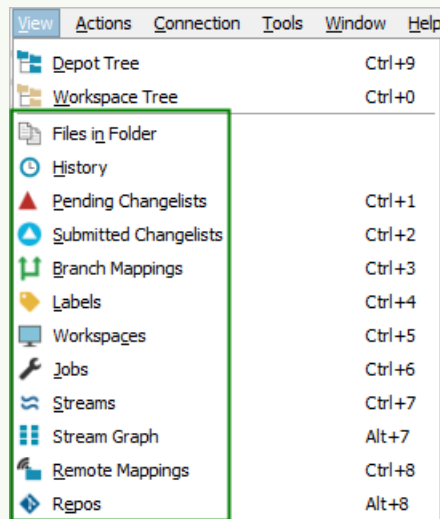 View Actions Connection Tools Window Help
Depot Tree Ctrl+9
Workspace Tree Ctrl+0
Files in Folder
History
Pending Changelists Ctrl+1
Submitted Changelists Ctrl+2
Branch Mappings Ctrl+3
Labels Ctrl+4
Workspaces Ctrl+5
Jobs Ctrl+6
Streams Ctrl+7
Stream Graph Alt+7
Remote Mappings Ctrl+8
Repos Alt+8